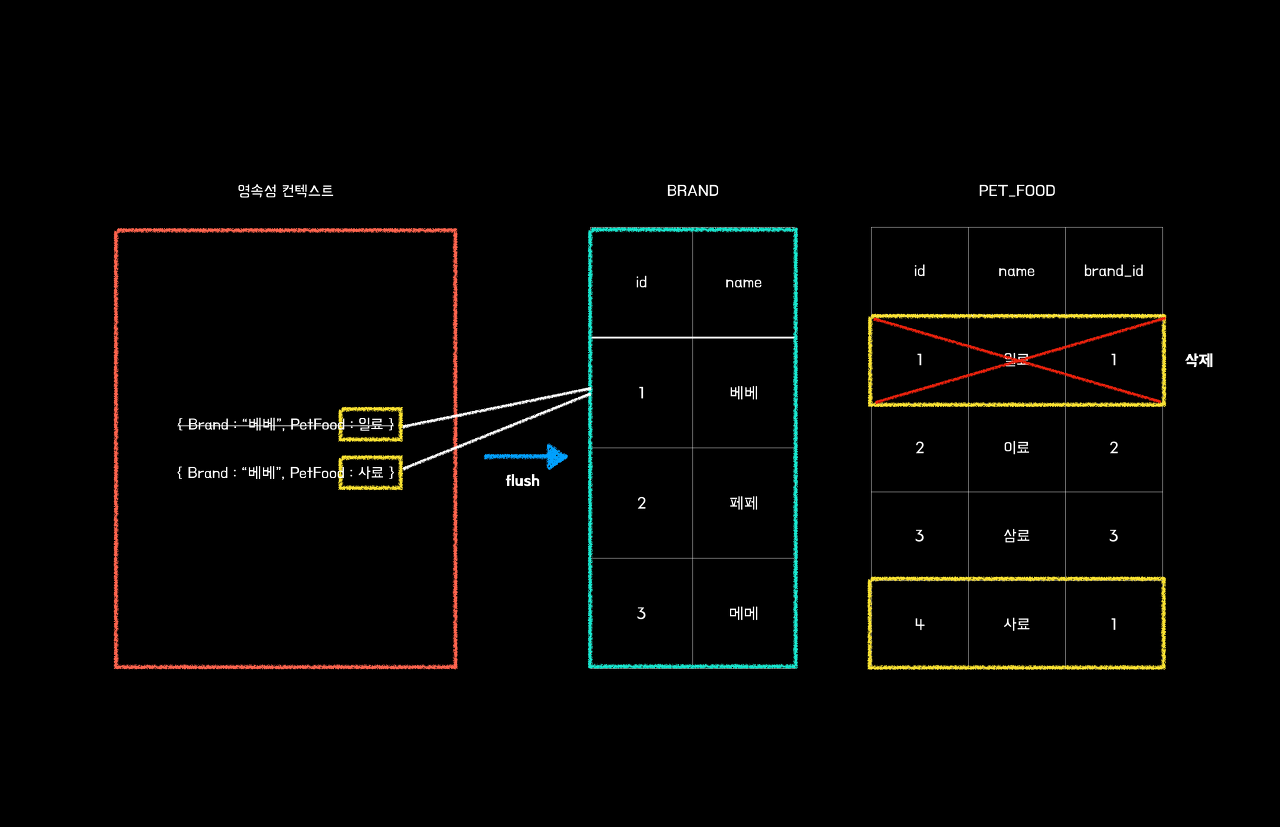 영속성 컨텍스트
{ Brand : “베베”, PetFood : 일료 }
{ Brand : “베베”, PetFood : 사료 }
flush
BRAND
id name
1 베베
2 페페
3 메메
PET_FOOD
id name brand_id
1 일료 1 삭제
2 이료 2
3 삼료 3
4 사료 1